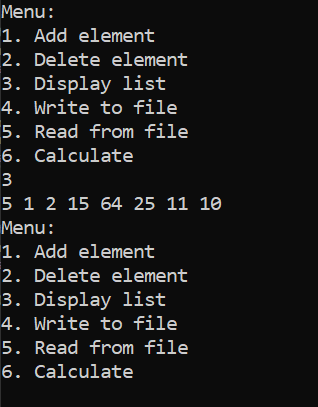 Menu:
1. Add element
2. Delete element
3. Display list
4. Write to file
5. Read from file
6. Calculate
3
5 1 2 15 64 25 11 10
Menu:
1. Add element
2. Delete element
3. Display list
4. Write to file
5. Read from file
6. Calculate